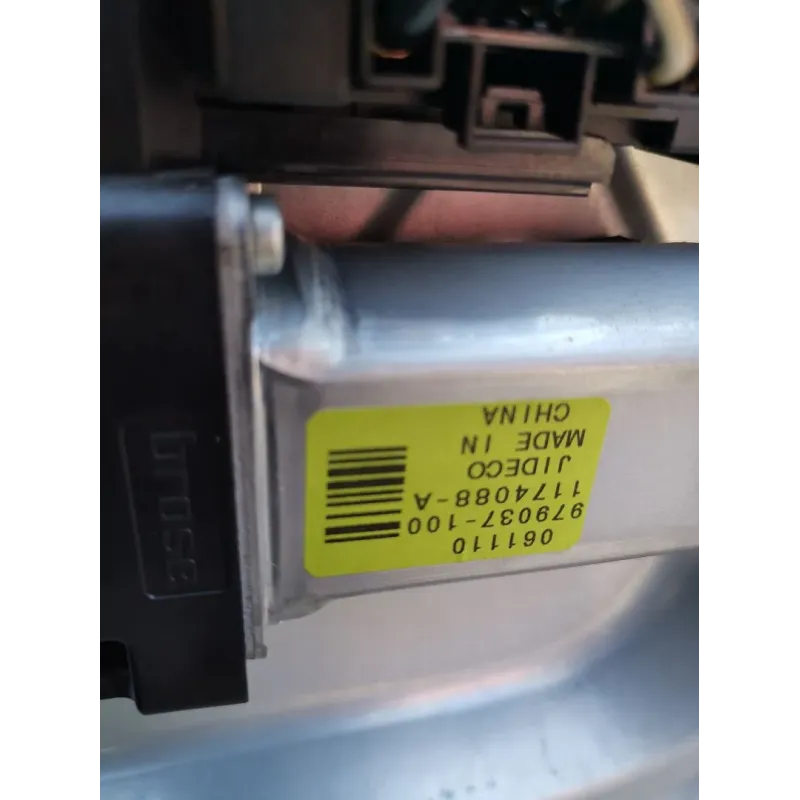 brose
061110
979037-100
1174088-A
JIDECO
MADE IN
CHINA